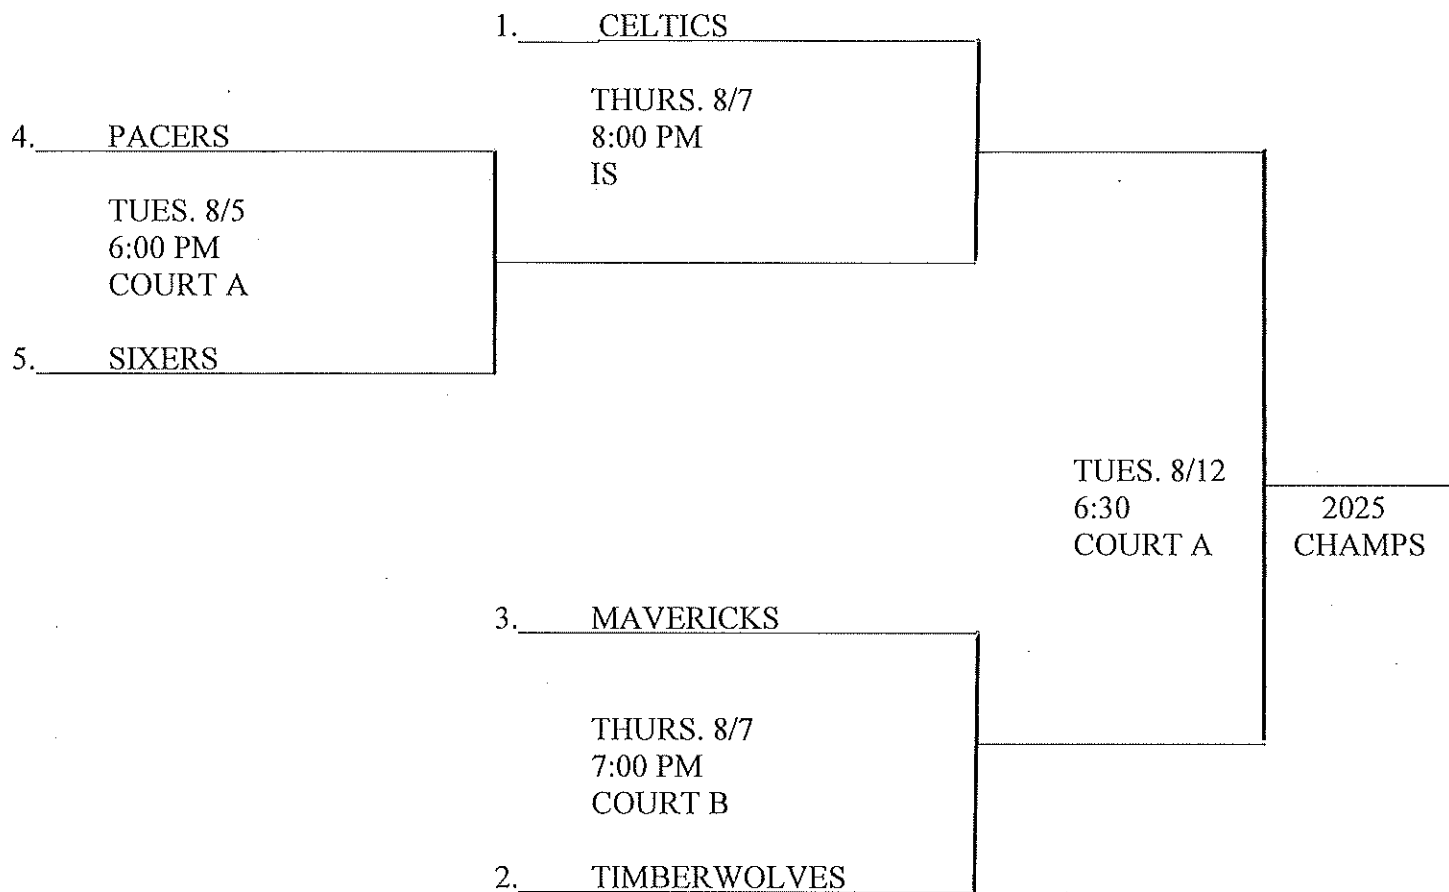 1. CELTICS
THURS. 8/7
8:00 PM
IS
4. PACERS
TUES. 8/5
6:00 PM
COURT A
5. SIXERS
TUES. 8/12
6:30
COURT A
2025
CHAMPS
3. MAVERICKS
THURS. 8/7
7:00 PM
COURT B
2. TIMBERWOLVES